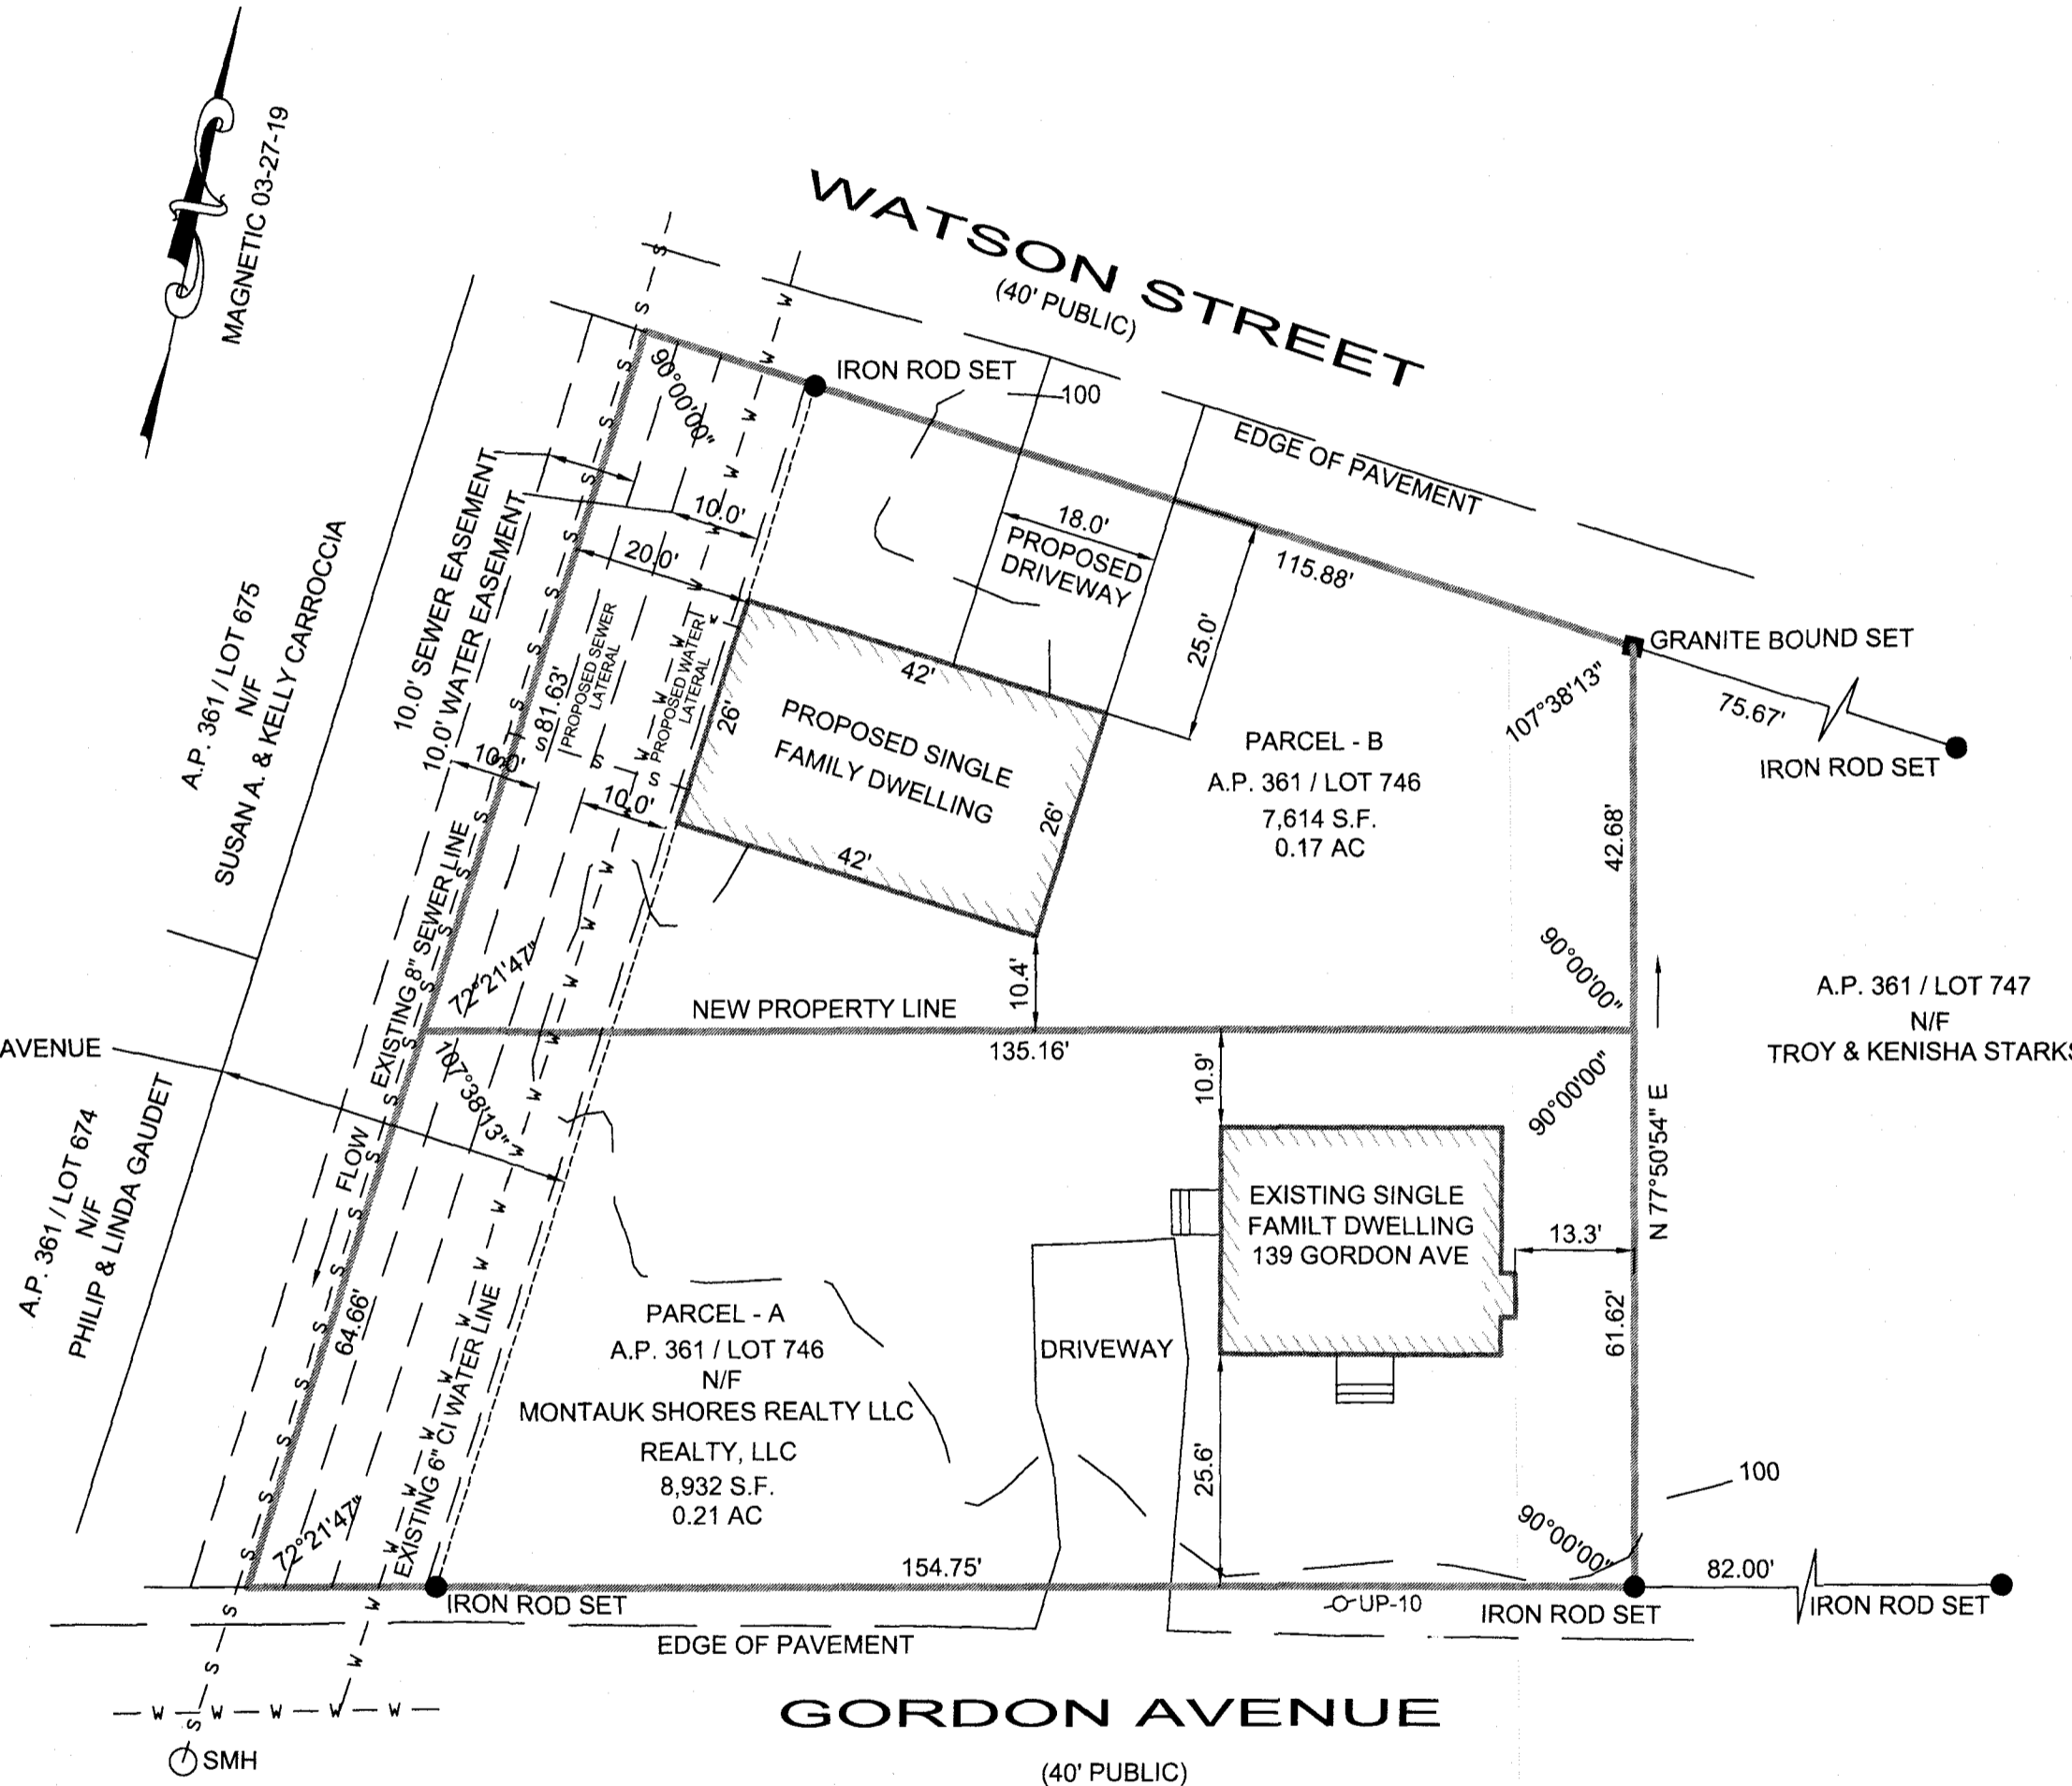 MAGNETIC 03-27-19
WATSON STREET
(40' PUBLIC)
IRON ROD SET
100
90°00'00"
EDGE OF PAVEMENT
10.0' SEWER EASEMENT
10.0' WATER EASEMENT
10.0'
20.0'
18.0'
PROPOSED
DRIVEWAY
115.88'
25.0'
GRANITE BOUND SET
107°38'13"
75.67'
IRON ROD SET
A.P. 361 / LOT 675
N/F
SUSAN A. & KELLY CARROCCIA
81.63'
PROPOSED SEWER
LATERAL
PROPOSED WATER
LATERAL
10.0'
10.0'
42'
26'
PROPOSED SINGLE
FAMILY DWELLING
26'
42'
PARCEL - B
A.P. 361 / LOT 746
7,614 S.F.
0.17 AC
42.68'
EXISTING 8" SEWER LINE
72°21'47"
10.4'
90°00'00"
NEW PROPERTY LINE
135.16'
A.P. 361 / LOT 747
N/F
TROY & KENISHA STARKS
AVENUE
107°38'13"
10.9'
90°00'00"
N 77°50'54" E
A.P. 361 / LOT 674
N/F
PHILIP & LINDA GAUDET
FLOW
64.66'
EXISTING SINGLE
FAMILT DWELLING
139 GORDON AVE
13.3'
61.62'
PARCEL - A
A.P. 361 / LOT 746
N/F
MONTAUK SHORES REALTY LLC
REALTY, LLC
8,932 S.F.
0.21 AC
DRIVEWAY
25.6'
100
EXISTING 6" CI WATER LINE
72°21'47"
90°00'00"
154.75'
82.00'
IRON ROD SET
UP-10
IRON ROD SET
IRON ROD SET
EDGE OF PAVEMENT
S
W W W W W
S
SMH
GORDON AVENUE
(40' PUBLIC)